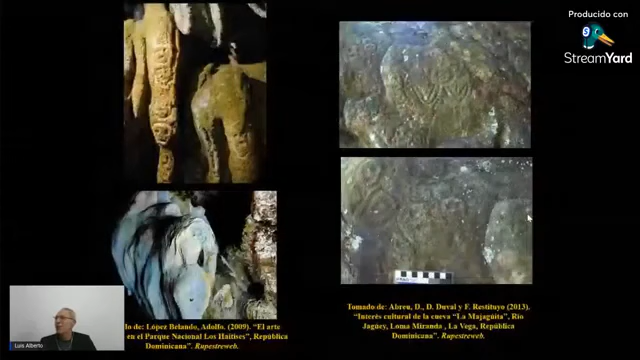 Producido con
StreamYard
lo de: López Belando, Adolfo. (2009). "El arte
en el Parque Nacional Los Haitises", República
Dominicana. Rupestreweb.
Tomado de: Abreu, D., D. Duval y F. Restituyo (2013).
"Interés cultural de la cueva "La Majagüita", Río
Jagüey, Loma Miranda , La Vega, República
Dominicana". Rupestreweb.
Luis Alberto